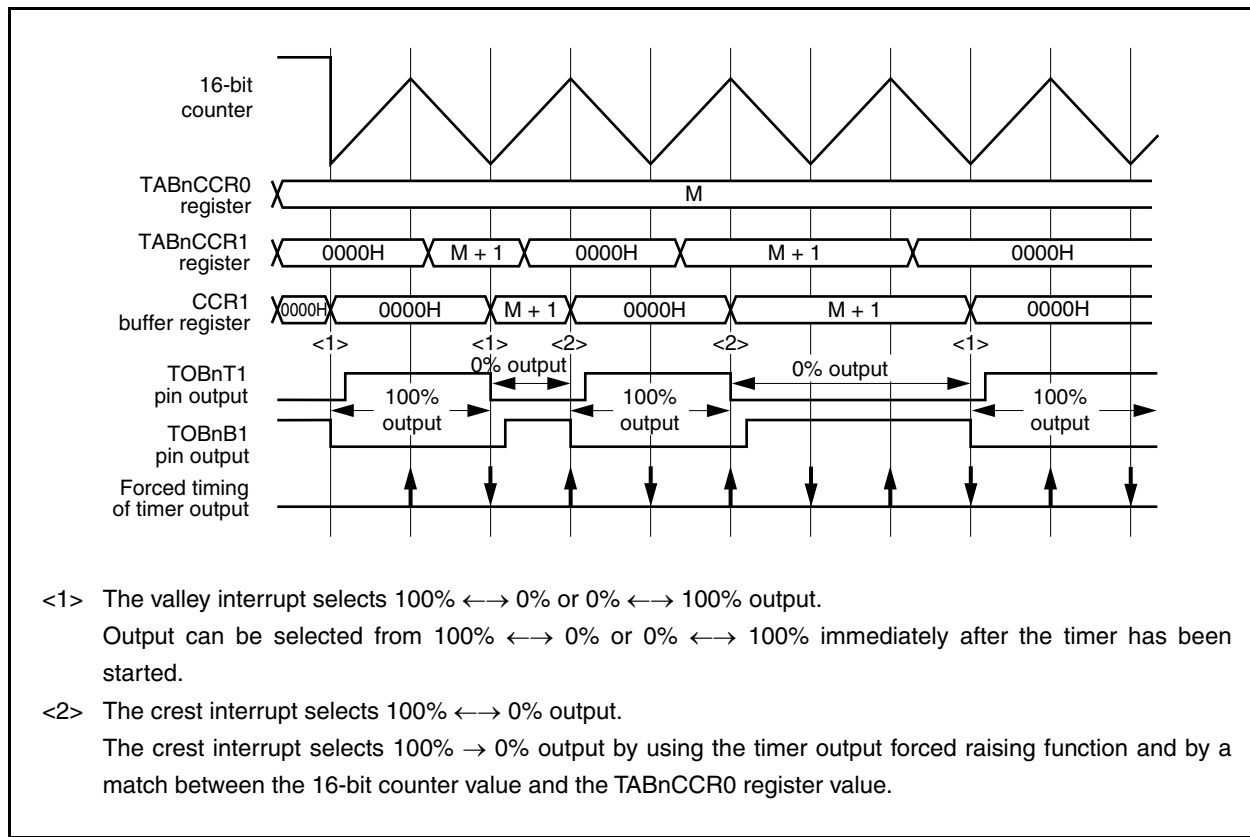 16-bit
counter
TABnCCR0
register
M
TABnCCR1
register
0000H M + 1 0000H M + 1 0000H
CCR1
buffer register
0000H 0000H M + 1 0000H M + 1 0000H
<1> <1> <2> <2> <1>
0% output 0% output
TOBnT1
pin output
100%
output
100%
output
100%
output
TOBnB1
pin output
Forced timing
of timer output
<1> The valley interrupt selects 100% ←→ 0% or 0% ←→ 100% output.
Output can be selected from 100% ←→ 0% or 0% ←→ 100% immediately after the timer has been
started.
<2> The crest interrupt selects 100% ←→ 0% output.
The crest interrupt selects 100% → 0% output by using the timer output forced raising function and by a
match between the 16-bit counter value and the TABnCCR0 register value.